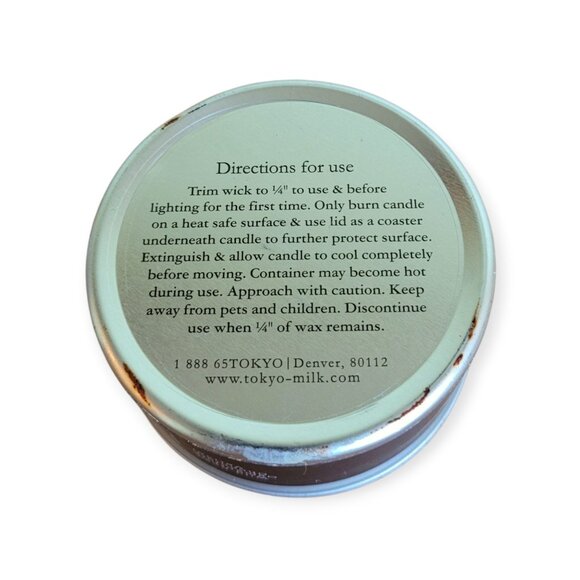 Directions for use
Trim wick to ¼" to use & before
lighting for the first time. Only burn candle
on a heat safe surface & use lid as a coaster
underneath candle to further protect surface.
Extinguish & allow candle to cool completely
before moving. Container may become hot
during use. Approach with caution. Keep
away from pets and children. Discontinue
use when ¼" of wax remains.
1 888 65TOKYO | Denver, 80112
www.tokyo-milk.com